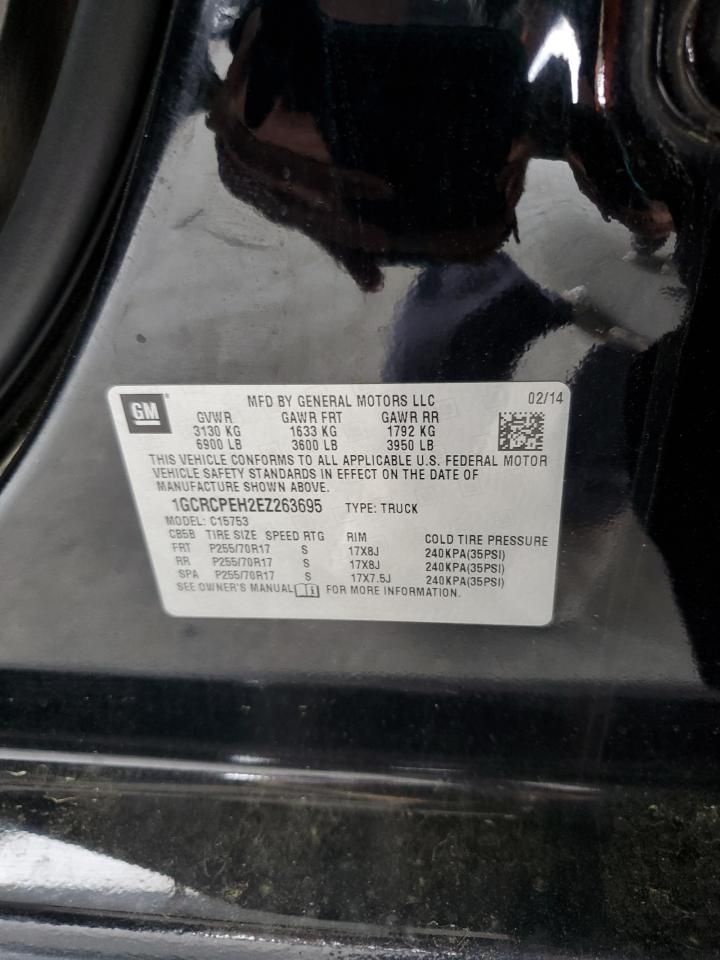 GM
MFD BY GENERAL MOTORS LLC 02/14
GVWR GAWR FRT GAWR RR
3130 KG 1633 KG 1792 KG
6900 LB 3600 LB 3950 LB
THIS VEHICLE CONFORMS TO ALL APPLICABLE U.S. FEDERAL MOTOR
VEHICLE SAFETY STANDARDS IN EFFECT ON THE DATE OF
MANUFACTURE SHOWN ABOVE.
1GCRCPEH2EZ263695 TYPE: TRUCK
MODEL: C15753
CB5B TIRE SIZE SPEED RTG RIM COLD TIRE PRESSURE
FRT P255/70R17 S 17X8J 240KPA(35PSI)
RR P255/70R17 S 17X8J 240KPA(35PSI)
SPA P255/70R17 S 17X7.5J 240KPA(35PSI)
SEE OWNER'S MANUAL FOR MORE INFORMATION.